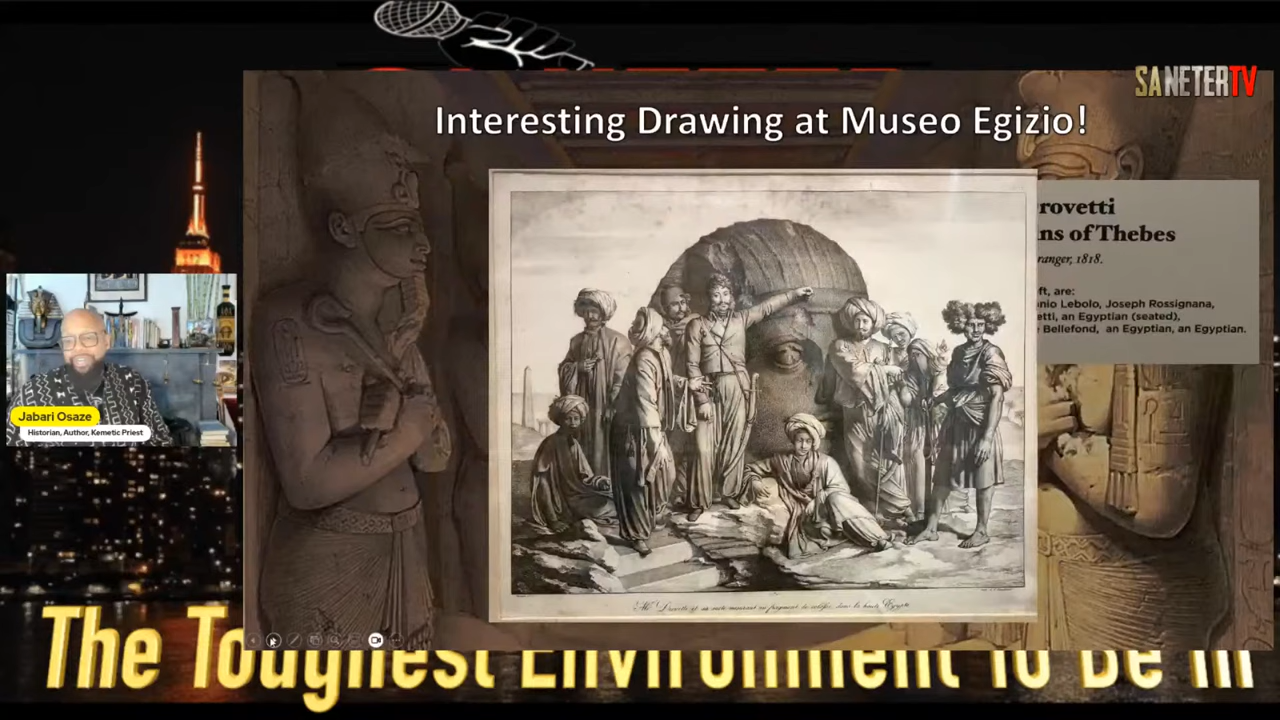 SANETERTV
Interesting Drawing at Museo Egizio!
rovetti
ns of Thebes
ranger, 1818.
ft, are:
nio Lebolo, Joseph Rossignana,
etti, an Egyptian (seated),
Bellefond, an Egyptian, an Egyptian.
Jabari Osaze
Historian, Author, Kemetic Priest
The Toughest Environment To Be In